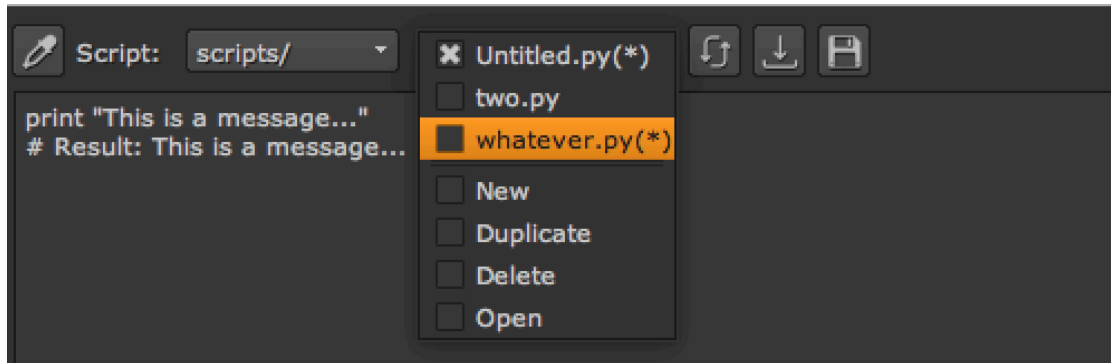 Script: scripts/
print "This is a message..."
# Result: This is a message...
Untitled.py(*)
two.py
whatever.py(*)
New
Duplicate
Delete
Open